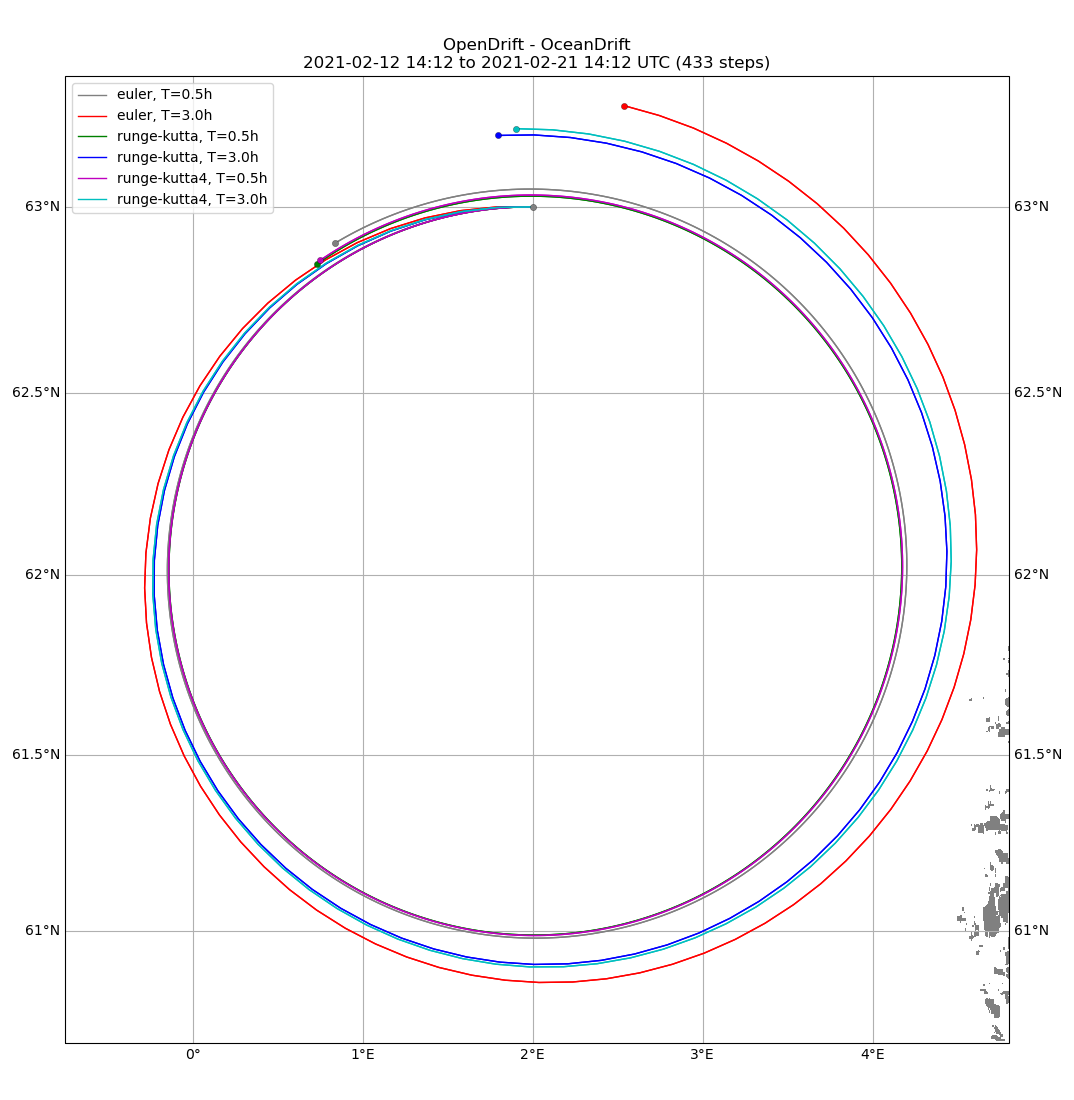 OpenDrift - OceanDrift
2021-02-12 14:12 to 2021-02-21 14:12 UTC (433 steps)
euler, T=0.5h
euler, T=3.0h
runge-kutta, T=0.5h
runge-kutta, T=3.0h
runge-kutta4, T=0.5h
runge-kutta4, T=3.0h
63°N 63°N
62.5°N 62.5°N
62°N 62°N
61.5°N 61.5°N
61°N 61°N
0° 1°E 2°E 3°E 4°E